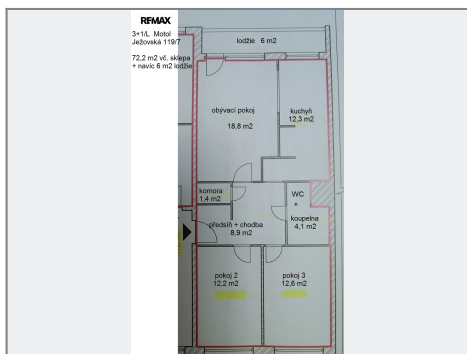 REMAX
3+1/L Motol
Ježovská 119/7
72,2 m2 vč. sklepa
+ navíc 6 m2 lodžie
lodžie 6 m2
obývací pokoj
18,8 m2
kuchyň
12,3 m2
komora
1,4 m2
WC
+
koupelna
4,1 m2
předsíň + chodba
8,9 m2
pokoj 2
12,2 m2
pokoj 3
12,6 m2